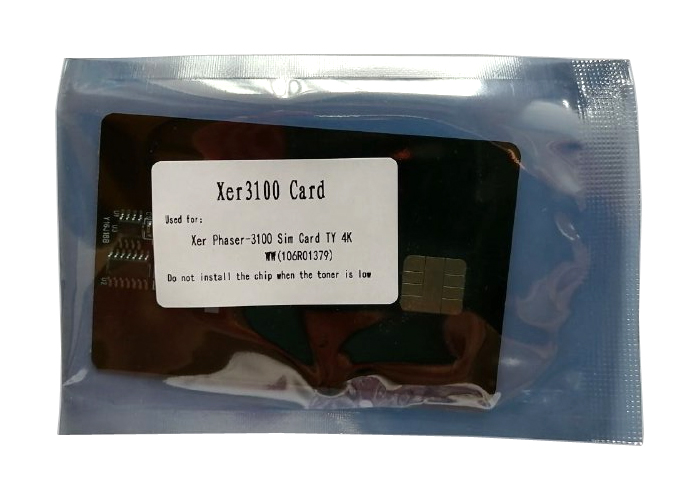 Xer3100 Card
Used for:
Xer Phaser-3100 Sim Card TY 4K
WW(106R01379)
Do not install the chip when the toner is low